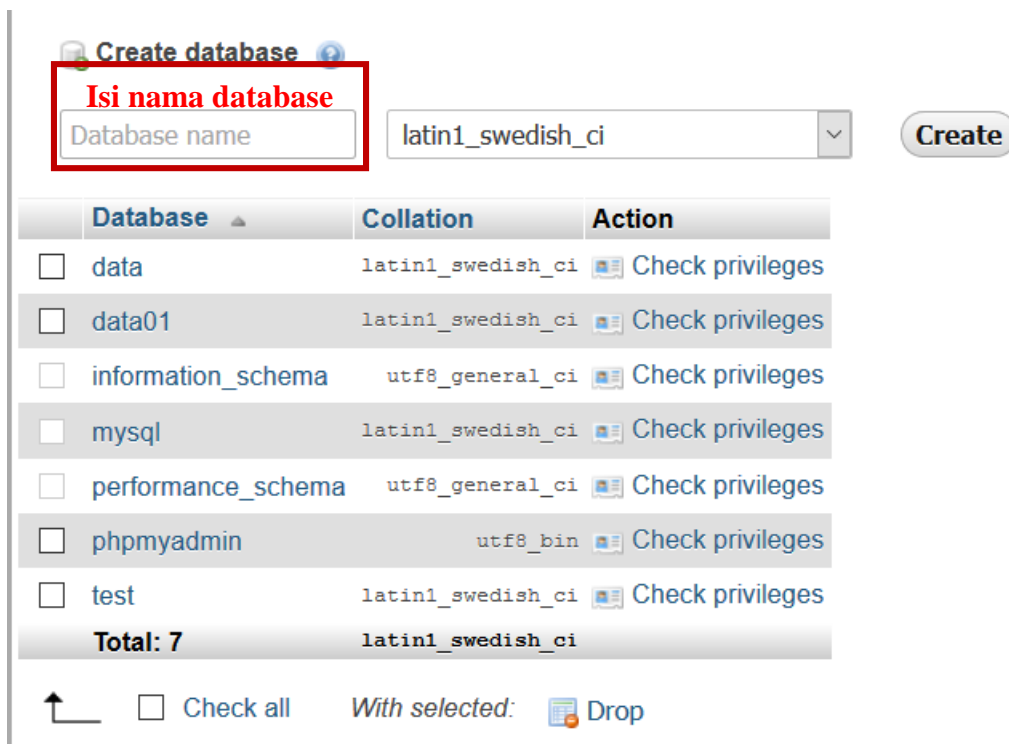 Create database
Isi nama database
Database name latin1_swedish_ci Create
Database Collation Action
data latin1_swedish_ci Check privileges
data01 latin1_swedish_ci Check privileges
information_schema utf8_general_ci Check privileges
mysql latin1_swedish_ci Check privileges
performance_schema utf8_general_ci Check privileges
phpmyadmin utf8_bin Check privileges
test latin1_swedish_ci Check privileges
Total: 7 latin1_swedish_ci
Check all With selected: Drop